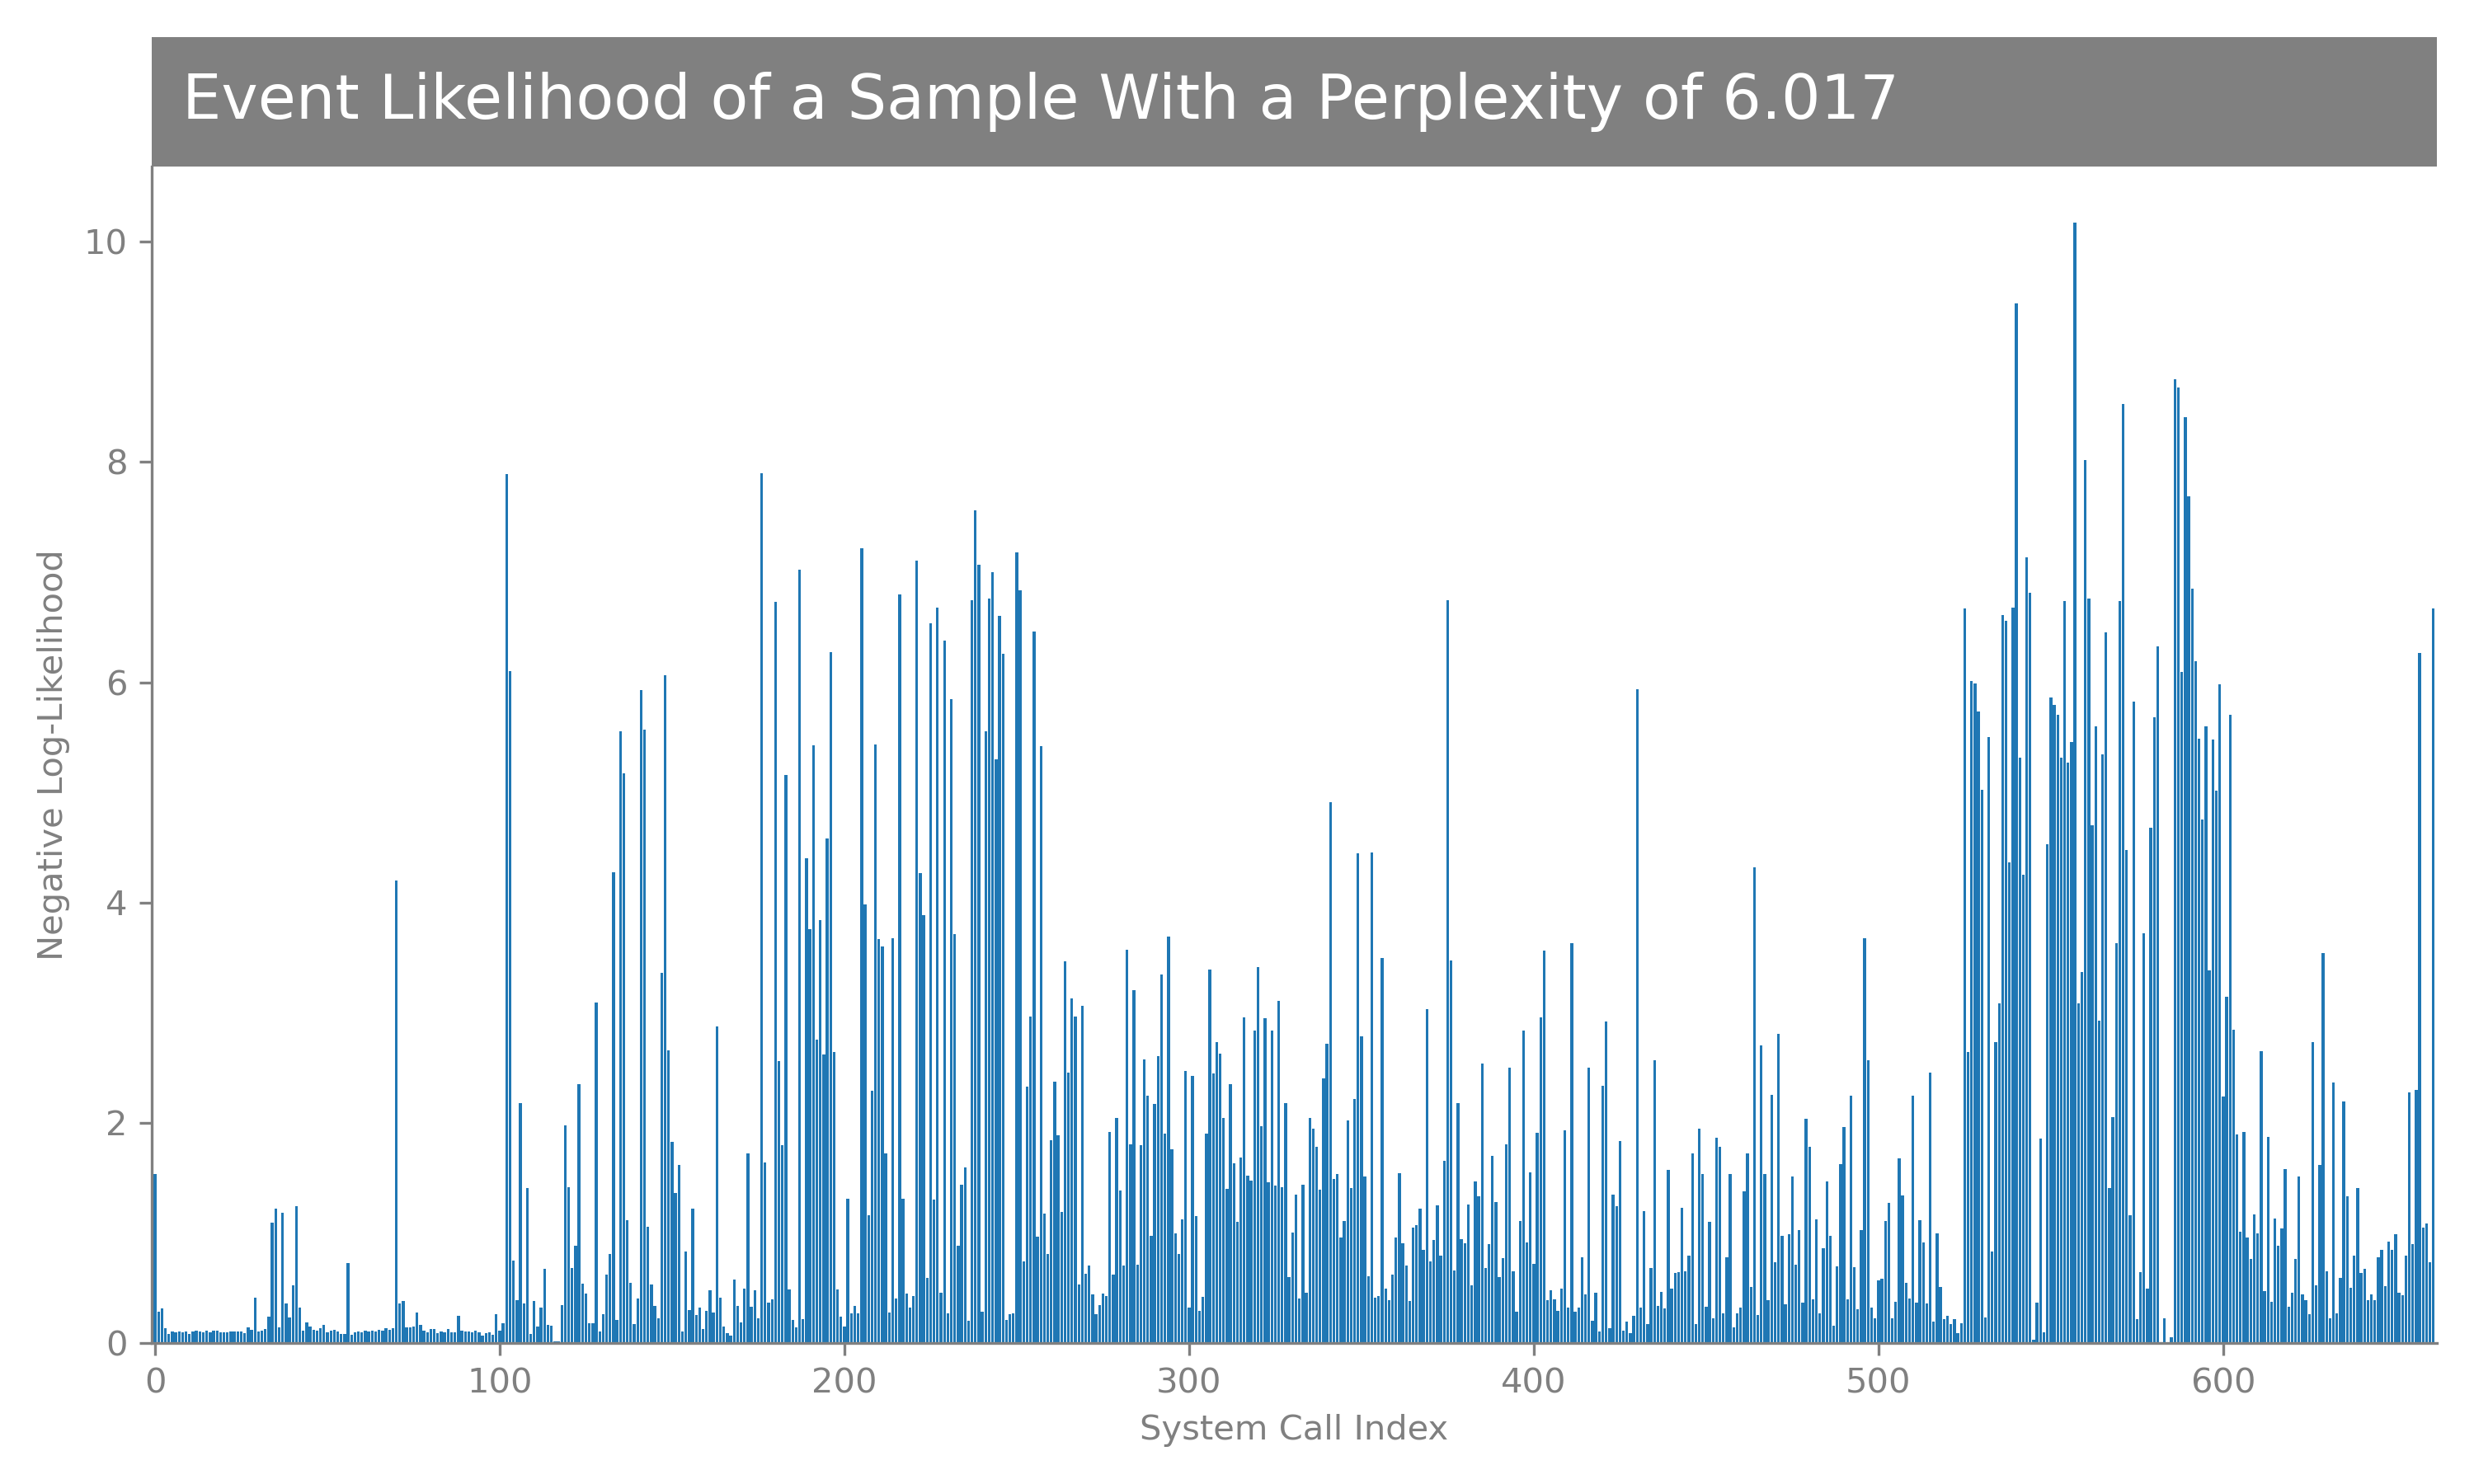 Event Likelihood of a Sample With a Perplexity of 6.017
10
8
6
4
2
0
Negative Log-Likelihood
0 100 200 300 400 500 600
System Call Index